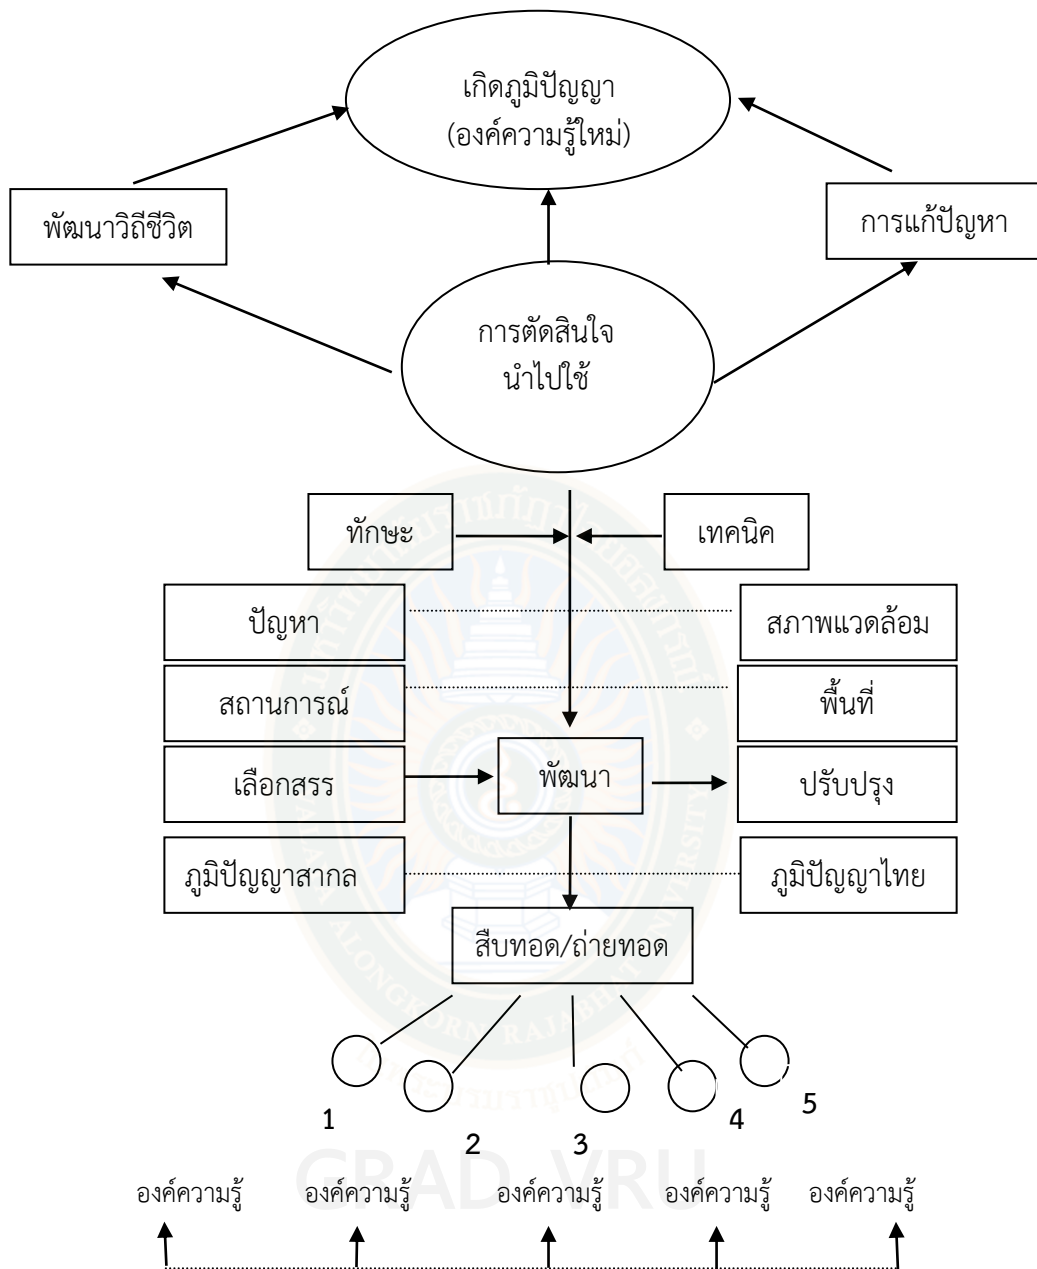 เกิดภูมิปัญญา
(องค์ความรู้ใหม่)
พัฒนาวิถีชีวิต
การแก้ปัญหา
การตัดสินใจ
นำไปใช้
ทักษะ
เทคนิค
ปัญหา
สภาพแวดล้อม
สถานการณ์
พื้นที่
เลือกสรร
พัฒนา
ปรับปรุง
ภูมิปัญญาสากล
ภูมิปัญญาไทย
สืบทอด/ถ่ายทอด
1
2
3
4
5
GRAD VRU
องค์ความรู้
องค์ความรู้
องค์ความรู้
องค์ความรู้
องค์ความรู้